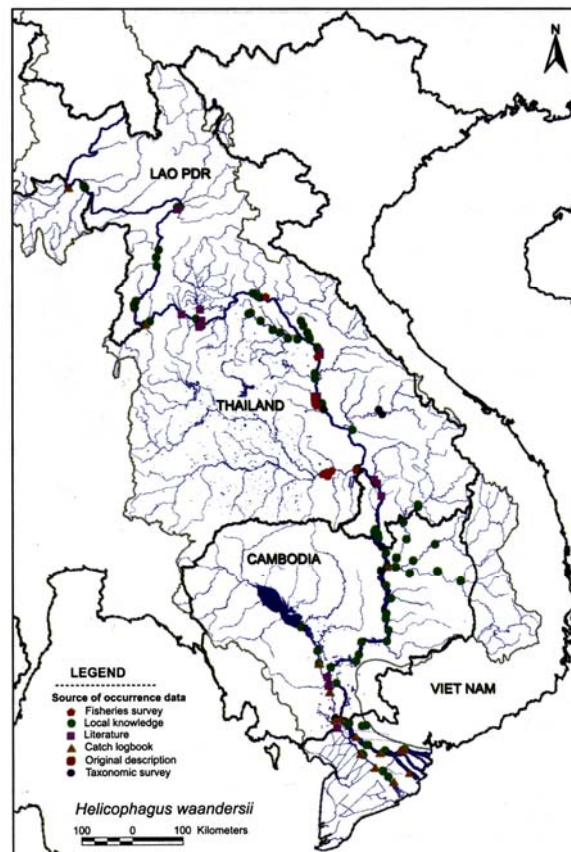 N
LAO PDR
THAILAND
CAMBODIA
VIET NAM
LEGEND
Source of occurrence data
Fisheries survey
Local knowledge
Literature
Catch logbook
Original description
Taxonomic survey
Helicophagus waandersii
100 0 100 Kilometers